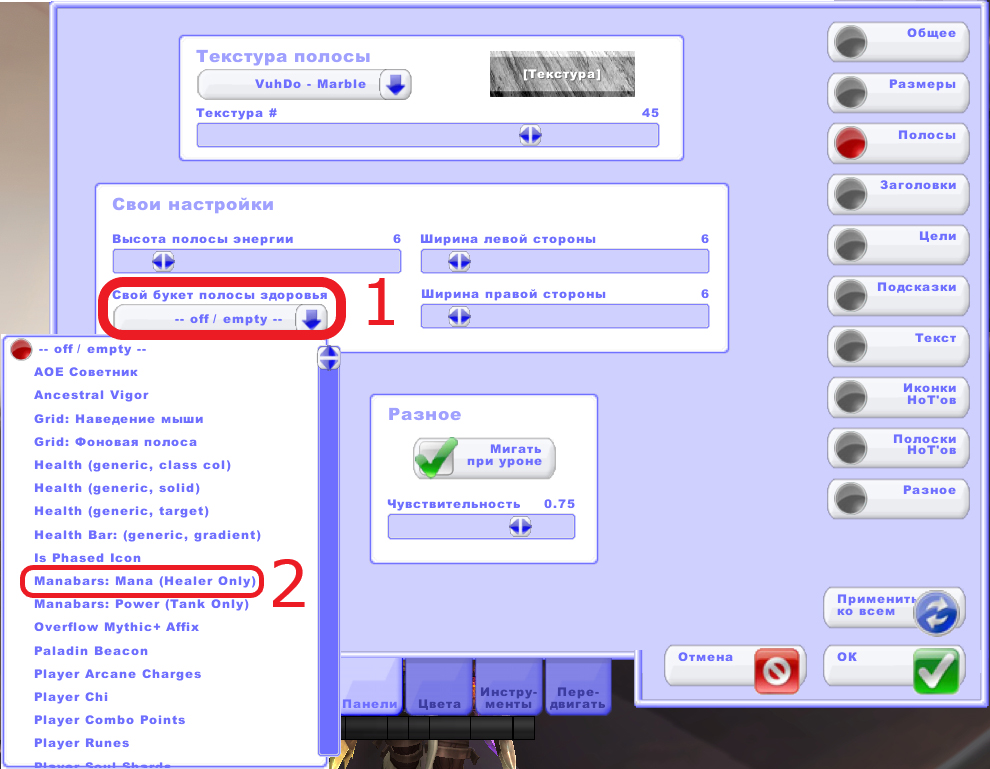 Текстура полосы
VuhDo - Marble
[Текстура]
Текстура # 45
Свои настройки
Высота полосы энергии 6
Ширина левой стороны 6
Свой букет полосы здоровья
-- off / empty --
1
Ширина правой стороны 6
-- off / empty --
АОЕ Советник
Ancestral Vigor
Grid: Наведение мыши
Grid: Фоновая полоса
Health (generic, class col)
Health (generic, solid)
Health (generic, target)
Health Bar: (generic, gradient)
Is Phased Icon
Manabars: Mana (Healer Only)
2
Manabars: Power (Tank Only)
Overflow Mythic+ Affix
Paladin Beacon
Player Arcane Charges
Player Chi
Player Combo Points
Player Runes
Player Soul Shards
Разное
Мигать
при уроне
Чувствительность 0.75
Общее
Размеры
Полосы
Заголовки
Цели
Подсказки
Текст
Иконки
HoT'ов
Полоски
HoT'ов
Разное
Применить
ко всем
Отмена
OK
Панели
Цвета
Инстру-
менты
Пере-
двигать